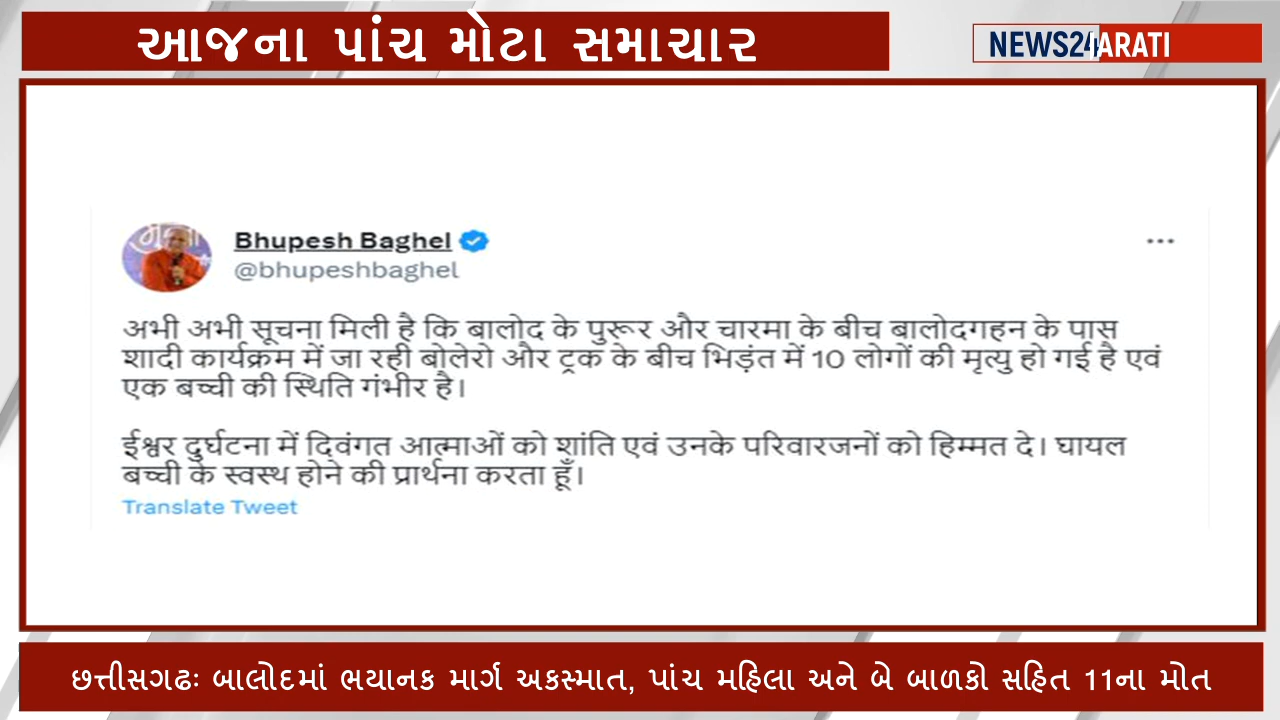 આજના પાંચ મોટા સમાચાર
NEWS24
ARATI
Bhupesh Baghel
@bhupeshbaghel
अभी अभी सूचना मिली है कि बालोद के पुरूर और चारमा के बीच बालोदगहन के पास
शादी कार्यक्रम में जा रही बोलेरो और ट्रक के बीच भिड़ंत में 10 लोगों की मृत्यु हो गई है एवं
एक बच्ची की स्थिति गंभीर है।
ईश्वर दुर्घटना में दिवंगत आत्माओं को शांति एवं उनके परिवारजनों को हिम्मत दे। घायल
बच्ची के स्वस्थ होने की प्रार्थना करता हूँ।
Translate Tweet
છત્તીસગઢઃ બાલોદમાં ભયાનક માર્ગ અકસ્માત, પાંચ મહિલા અને બે બાળકો સહિત 11ના મોત